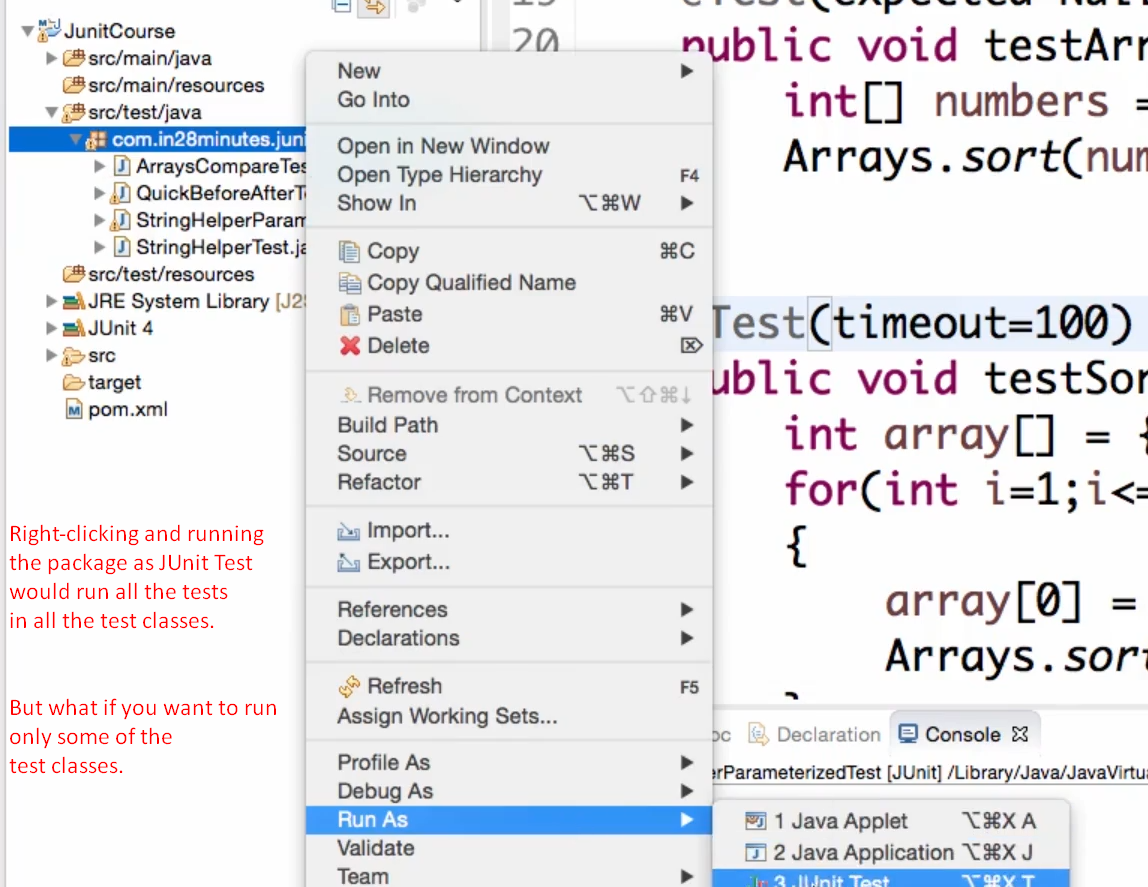 JunitCourse
src/main/java
src/main/resources
src/test/java
com.in28minutes.juni
ArraysCompareTes
QuickBeforeAfterT
StringHelperParam
StringHelperTest.ja
src/test/resources
JRE System Library [J2S
JUnit 4
src
target
pom.xml
Right-clicking and running
the package as JUnit Test
would run all the tests
in all the test classes.
But what if you want to run
only some of the
test classes.
New
Go Into
Open in New Window
Open Type Hierarchy F4
Show In ⌥⌘W
Copy ⌘C
Copy Qualified Name
Paste ⌘V
Delete ⌦
Remove from Context ⌥⇧⌘↓
Build Path
Source ⌥⌘S
Refactor ⌥⌘T
Import...
Export...
References
Declarations
Refresh F5
Assign Working Sets...
Profile As
Debug As
Run As
Validate
Team
1 Java Applet ⌥⌘X A
2 Java Application ⌥⌘X J
3 JUnit Test ⌥⌘X T
20
public void testArr
int[] numbers =
Arrays.sort(num
Test(timeout=100)
ublic void testSor
int array[] = {
for(int i=1;i<=
{
array[0] =
Arrays.sort
}
oc Declaration Console
erParameterizedTest [JUnit] /Library/Java/JavaVirtua